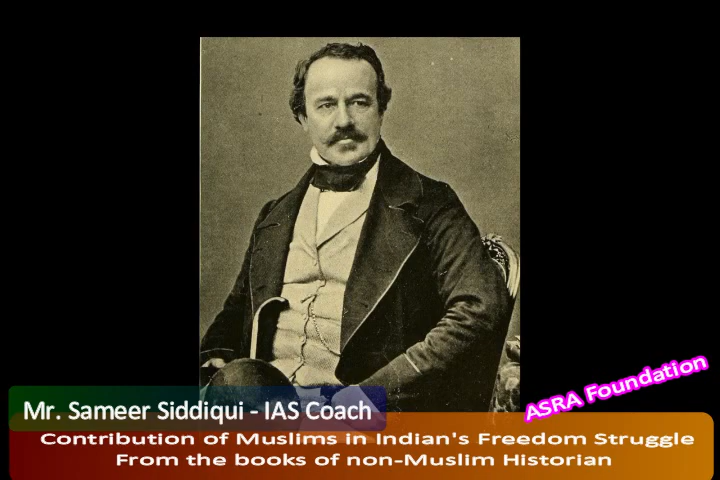 ASRA Foundation
Mr. Sameer Siddiqui - IAS Coach
Contribution of Muslims in Indian's Freedom Struggle
From the books of non-Muslim Historian